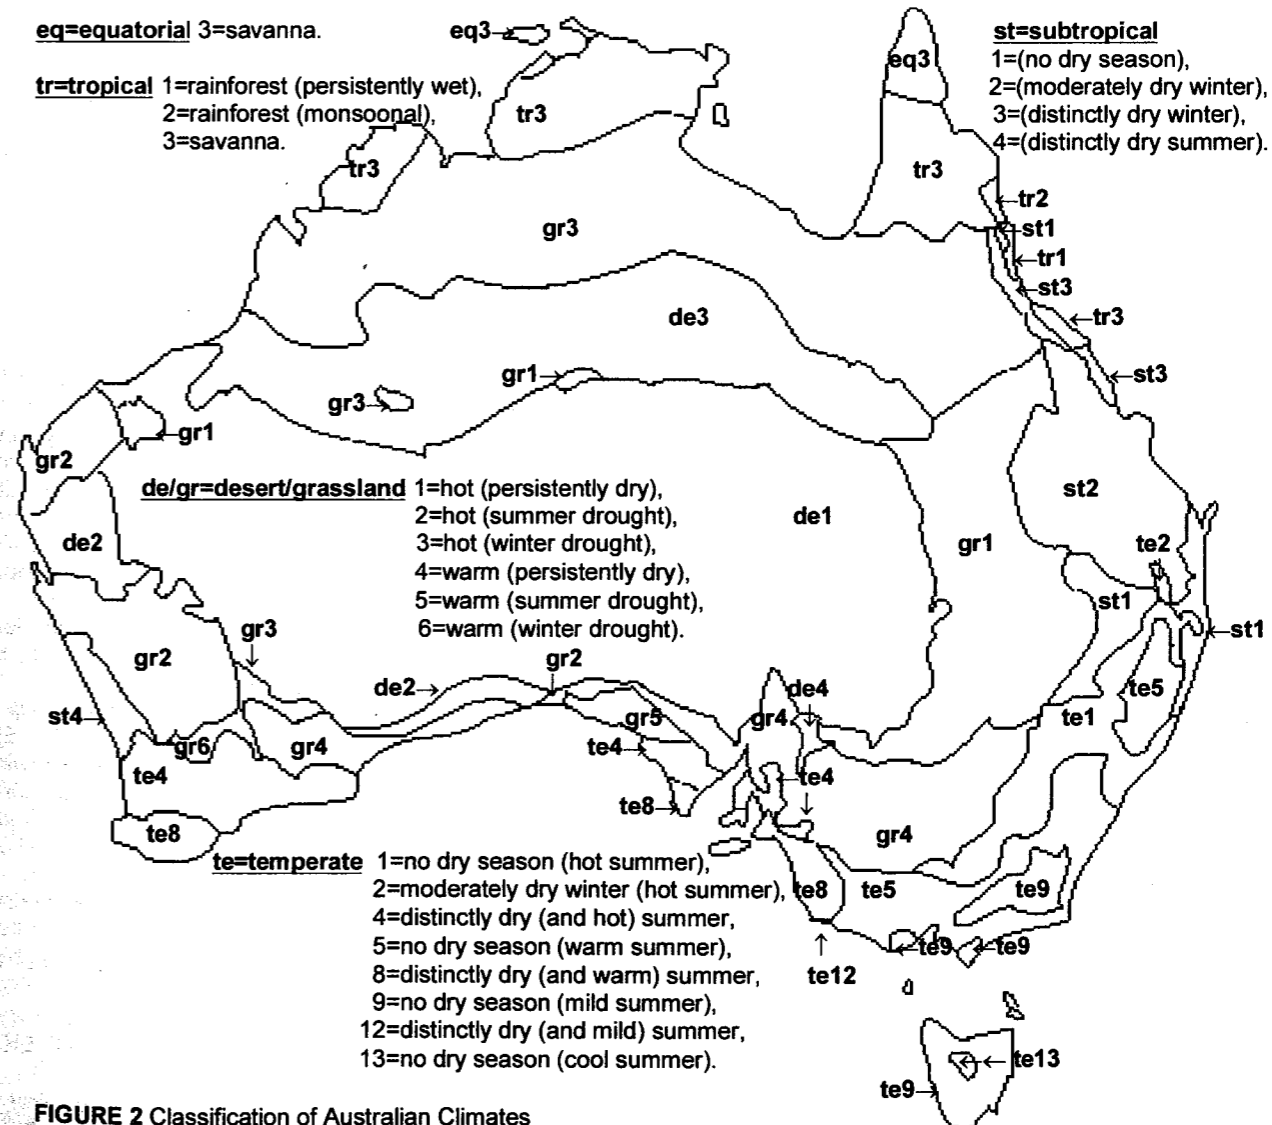 eq=equatorial 3=savanna.
tr=tropical 1=rainforest (persistently wet),
2=rainforest (monsoonal),
3=savanna.
st=subtropical
1=(no dry season),
2=(moderately dry winter),
3=(distinctly dry winter),
4=(distinctly dry summer).
eq3
eq3
tr3
tr3
tr3
tr2
st1
tr1
st3
tr3
st3
gr3
de3
gr1
gr3
gr1
gr2
de2
de/gr=desert/grassland 1=hot (persistently dry),
2=hot (summer drought),
3=hot (winter drought),
4=warm (persistently dry),
5=warm (summer drought),
6=warm (winter drought).
de1
gr1
st2
te2
st1
st1
gr3
gr2
gr2
de2
de4
te5
st4
gr6
gr4
gr5
gr4
te1
te4
te4
te4
te8
te8
gr4
te=temperate 1=no dry season (hot summer),
2=moderately dry winter (hot summer),
4=distinctly dry (and hot) summer,
5=no dry season (warm summer),
8=distinctly dry (and warm) summer,
9=no dry season (mild summer),
12=distinctly dry (and mild) summer,
13=no dry season (cool summer).
te8
te5
te9
te9
te9
te12
te13
te9
FIGURE 2 Classification of Australian Climates